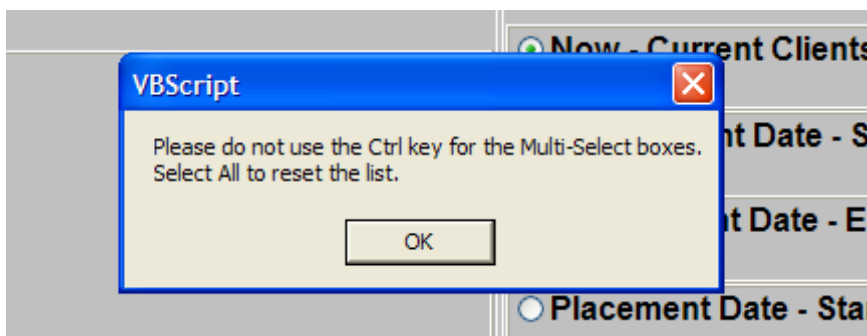 Now - Current Clients
VBScript
Please do not use the Ctrl key for the Multi-Select boxes.
Select All to reset the list.
nt Date - S
OK
nt Date - E
Placement Date - Sta